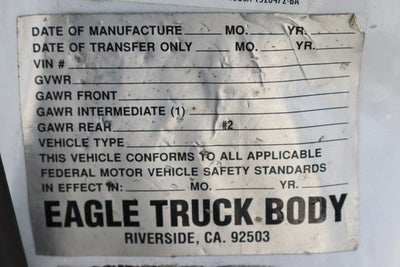 DATE OF MANUFACTURE MO. YR.
DATE OF TRANSFER ONLY MO. YR.
VIN #
GVWR
GAWR FRONT
GAWR INTERMEDIATE (1)
GAWR REAR #2
VEHICLE TYPE
THIS VEHICLE CONFORMS TO ALL APPLICABLE
FEDERAL MOTOR VEHICLE SAFETY STANDARDS
IN EFFECT IN: MO. YR.
EAGLE TRUCK BODY
RIVERSIDE, CA. 92503